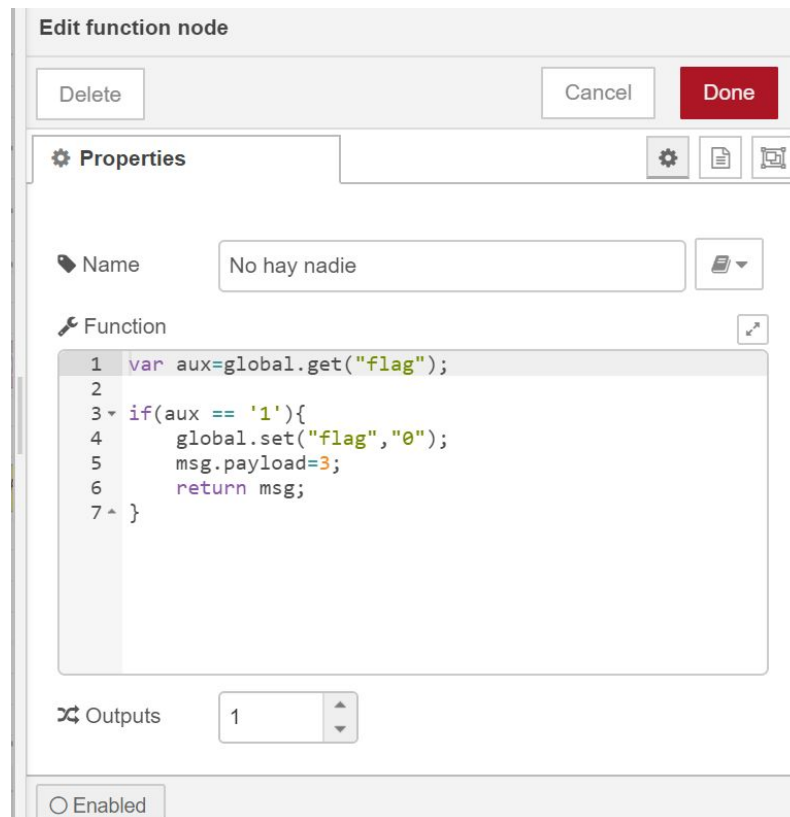 Edit function node
Delete
Cancel
Done
Properties
Name
No hay nadie
Function
1 var aux=global.get("flag");
2
3 if(aux == '1'){
4     global.set("flag","0");
5     msg.payload=3;
6     return msg;
7 }
Outputs
1
Enabled